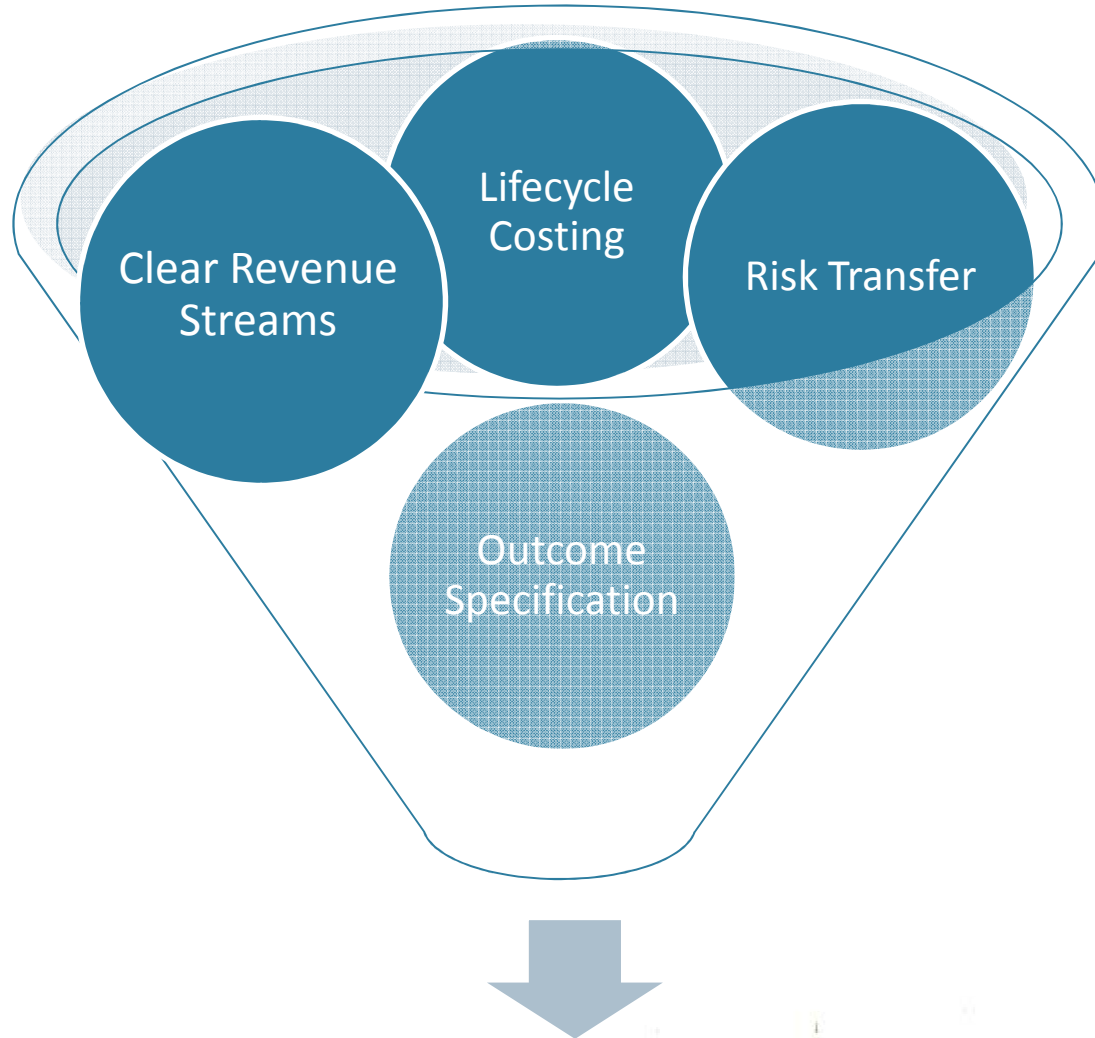 Clear Revenue
Streams
Lifecycle
Costing
Risk Transfer
Outcome
Specification